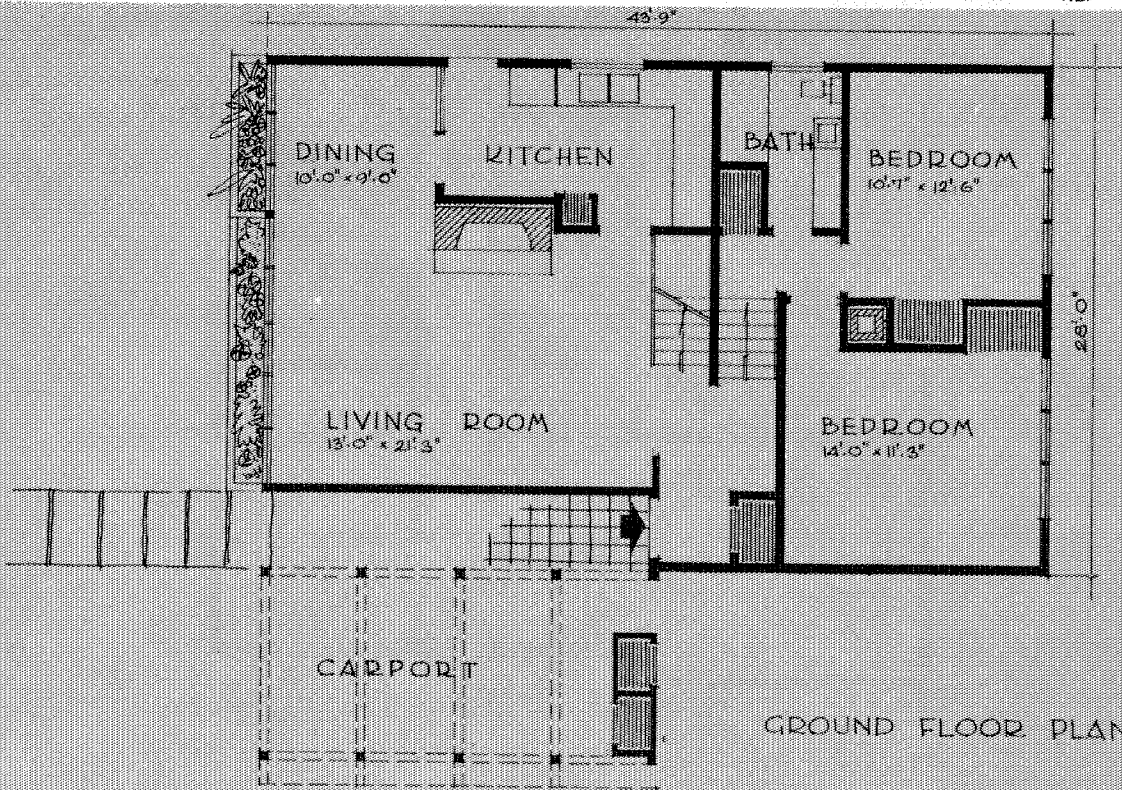 43'-9"
DINING
10'-0" × 9'-0"
KITCHEN
BATH
BEDROOM
10'-7" × 12'-6"
28'-0"
LIVING ROOM
13'-0" × 21'-3"
BEDROOM
14'-0" × 11'-3"
CARPORT
GROUND FLOOR PLAN